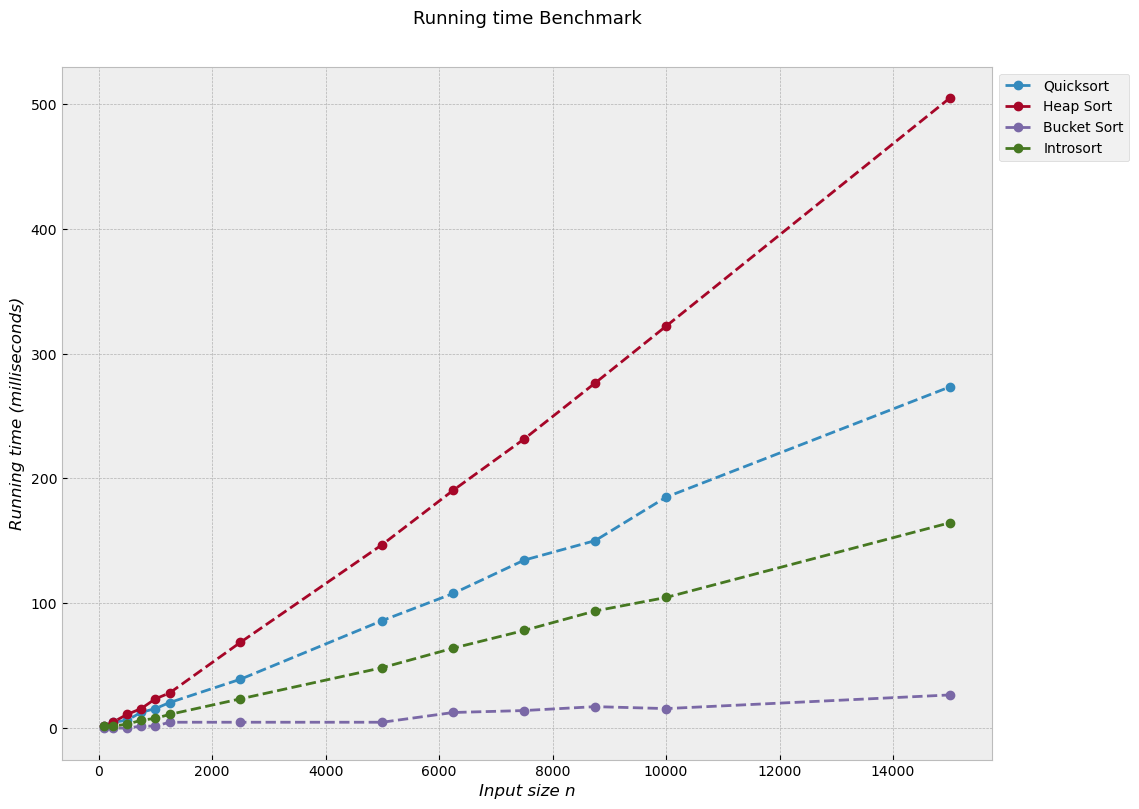 Running time Benchmark
Quicksort
Heap Sort
Bucket Sort
Introsort
500
400
300
200
100
0
Running time (milliseconds)
0 2000 4000 6000 8000 10000 12000 14000
Input size n